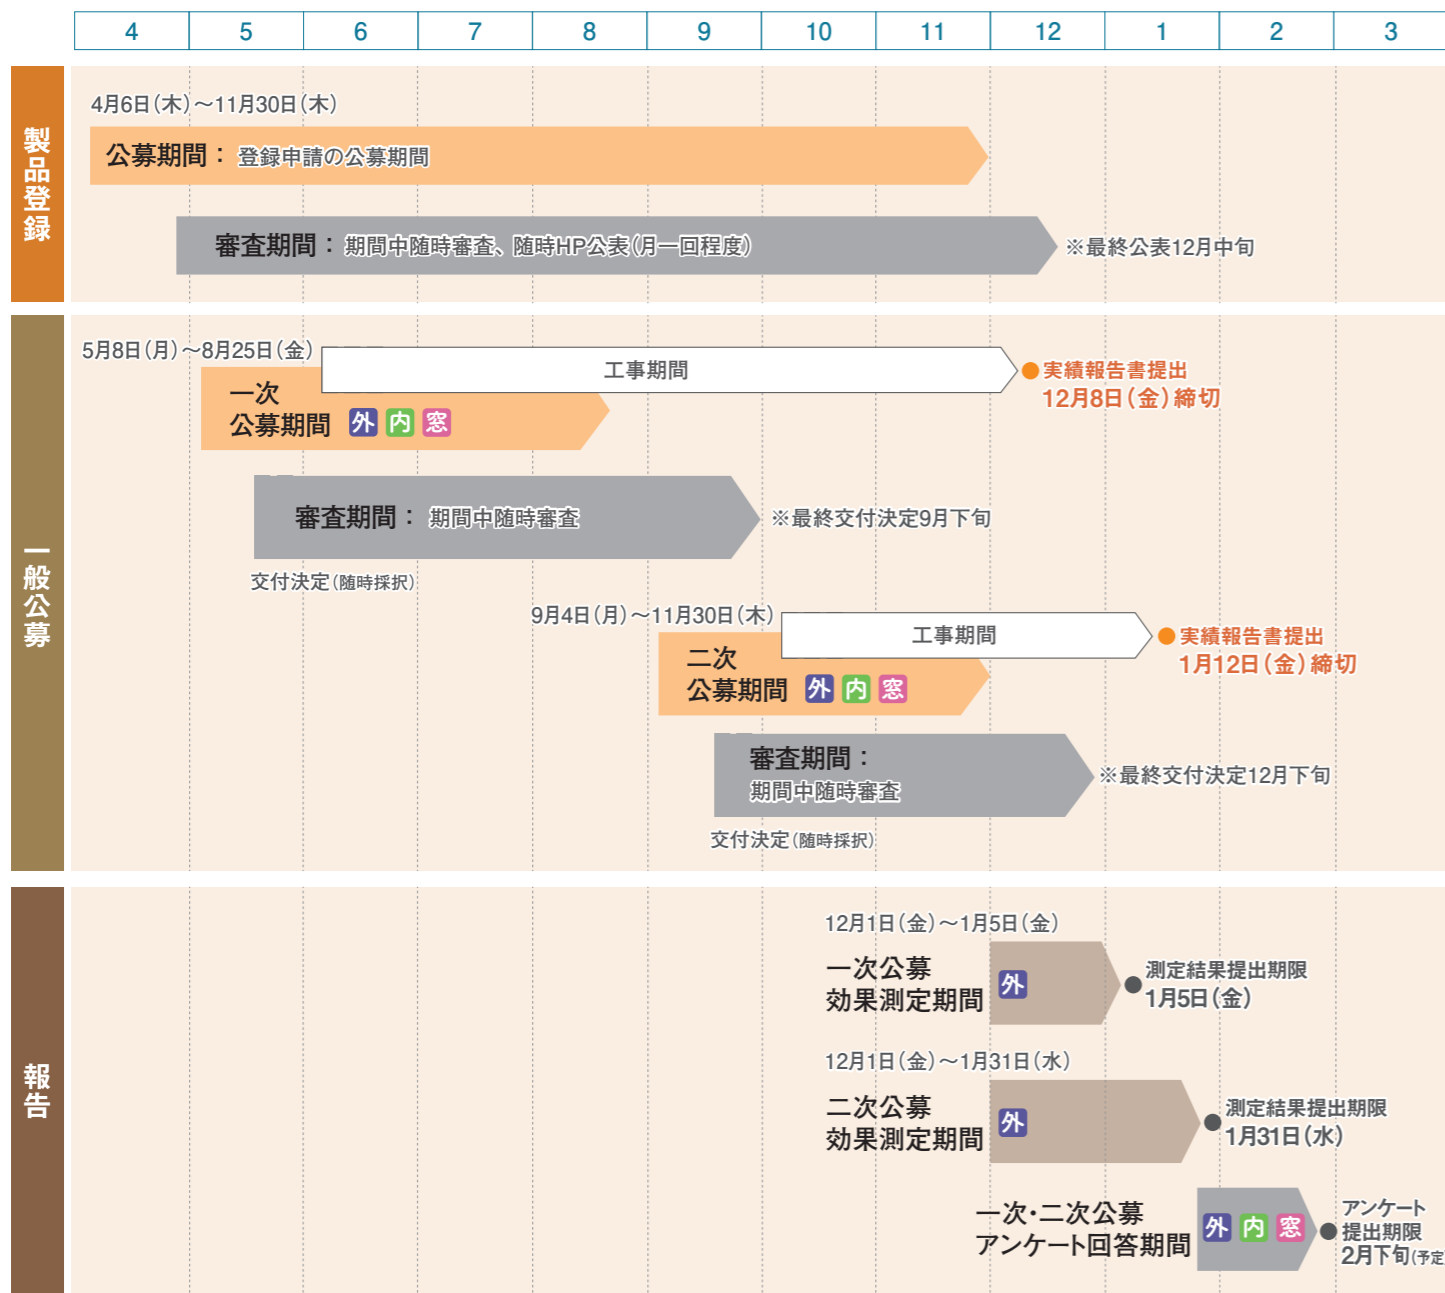 4 5 6 7 8 9 10 11 12 1 2 3
製品登録
4月6日(木)～11月30日(木)
公募期間： 登録申請の公募期間
審査期間： 期間中随時審査、随時HP公表(月一回程度)
※最終公表12月中旬
一般公募
5月8日(月)～8月25日(金)
工事期間
実績報告書提出
12月8日(金)締切
一次
公募期間 外 内 窓
審査期間： 期間中随時審査
※最終交付決定9月下旬
交付決定(随時採択)
9月4日(月)～11月30日(木)
工事期間
実績報告書提出
1月12日(金)締切
二次
公募期間 外 内 窓
審査期間：
期間中随時審査
※最終交付決定12月下旬
交付決定(随時採択)
報告
12月1日(金)～1月5日(金)
一次公募
効果測定期間 外
測定結果提出期限
1月5日(金)
12月1日(金)～1月31日(水)
二次公募
効果測定期間 外
測定結果提出期限
1月31日(水)
一次・二次公募
アンケート回答期間 外 内 窓
アンケート
提出期限
2月下旬(予定